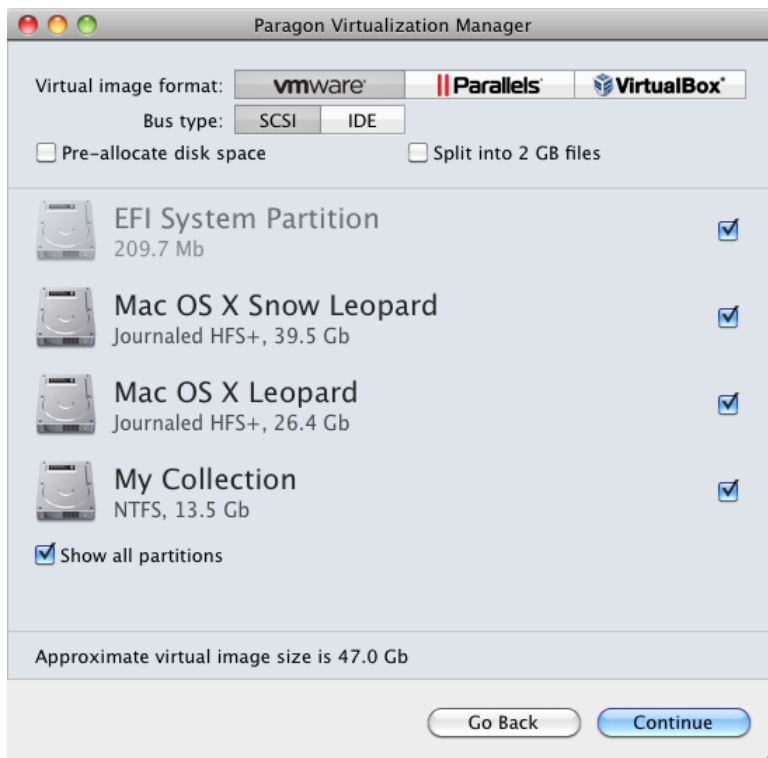 Paragon Virtualization Manager
Virtual image format: vmware Parallels VirtualBox
Bus type: SCSI IDE
Pre-allocate disk space Split into 2 GB files
EFI System Partition
209.7 Mb
Mac OS X Snow Leopard
Journaled HFS+, 39.5 Gb
Mac OS X Leopard
Journaled HFS+, 26.4 Gb
My Collection
NTFS, 13.5 Gb
Show all partitions
Approximate virtual image size is 47.0 Gb
Go Back Continue